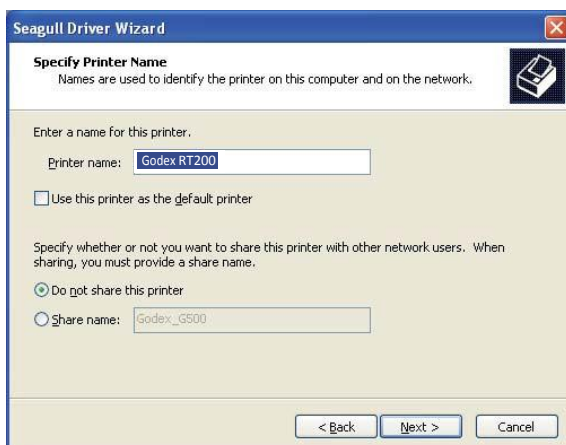 Seagull Driver Wizard
Specify Printer Name
Names are used to identify the printer on this computer and on the network.
Enter a name for this printer.
Printer name: Godex RT200
Use this printer as the default printer
Specify whether or not you want to share this printer with other network users. When
sharing, you must provide a share name.
Do not share this printer
Share name: Godex_G500
< Back Next > Cancel